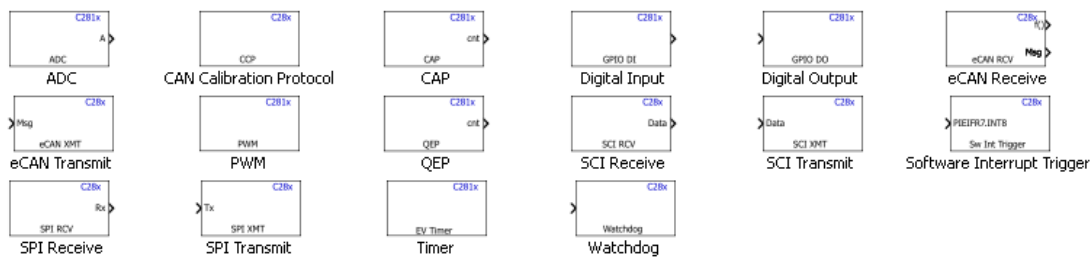 C281x C28x C281x C281x C281x C28x
A cnt f()
Msg
ADC CCP CAP GPIO DI GPIO DO eCAN RCV
ADC CAN Calibration Protocol CAP Digital Input Digital Output eCAN Receive
C28x C281x C281x C28x C28x C28x
Msg cnt Data Data PIEIFR7.INT8
eCAN XMT PWM QEP SCI RCV SCI XMT Sw Int Trigger
eCAN Transmit PWM QEP SCI Receive SCI Transmit Software Interrupt Trigger
C28x C28x C281x C28x
Rx Tx
SPI RCV SPI XMT EV Timer Watchdog
SPI Receive SPI Transmit Timer Watchdog